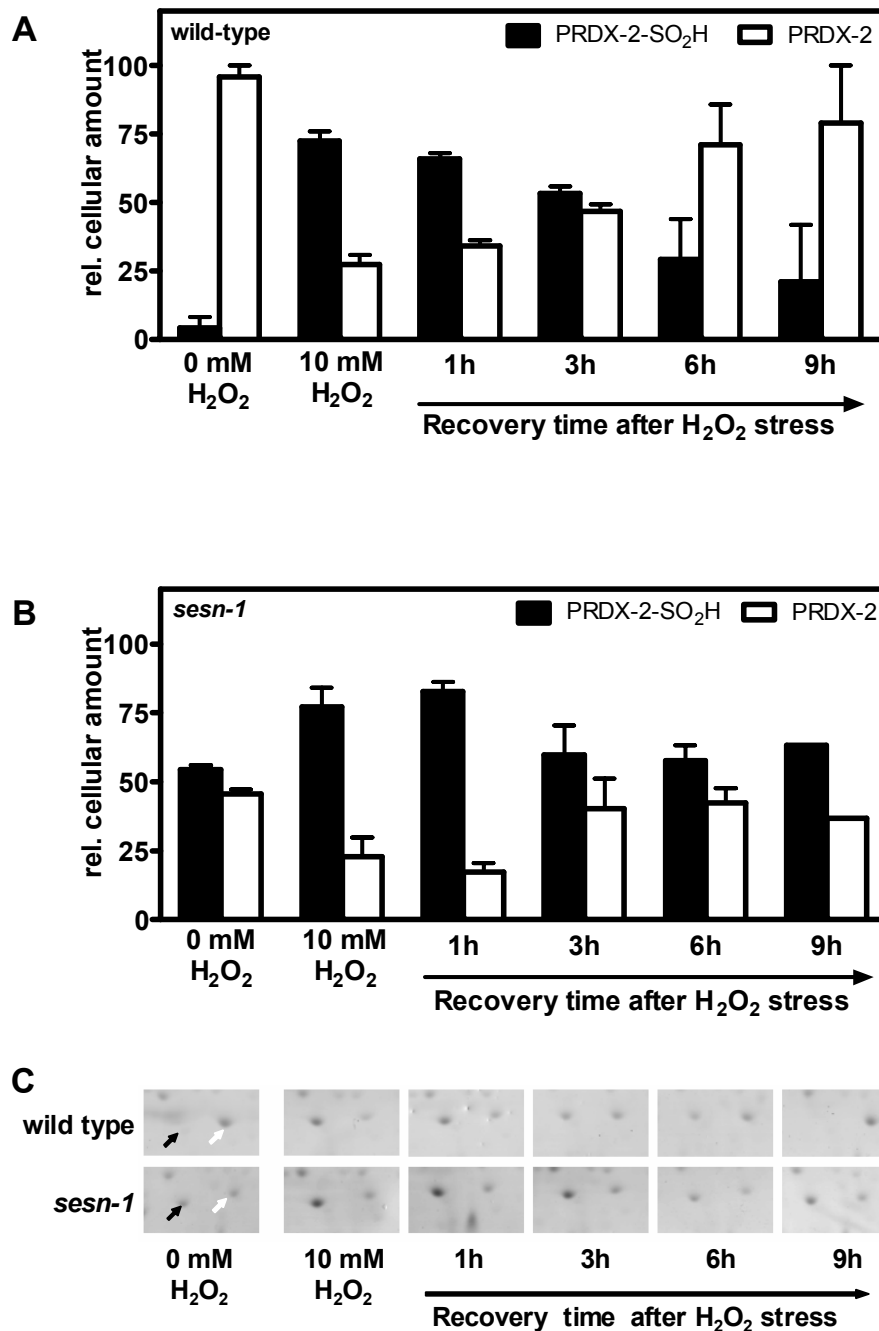 A
wild-type
PRDX-2-SO₂H PRDX-2
rel. cellular amount
100
75
50
25
0
0 mM H₂O₂
10 mM H₂O₂
1h 3h 6h 9h
Recovery time after H₂O₂ stress
B
sesn-1
PRDX-2-SO₂H PRDX-2
rel. cellular amount
100
75
50
25
0
0 mM H₂O₂
10 mM H₂O₂
1h 3h 6h 9h
Recovery time after H₂O₂ stress
C
wild type
sesn-1
0 mM H₂O₂
10 mM H₂O₂
1h 3h 6h 9h
Recovery time after H₂O₂ stress